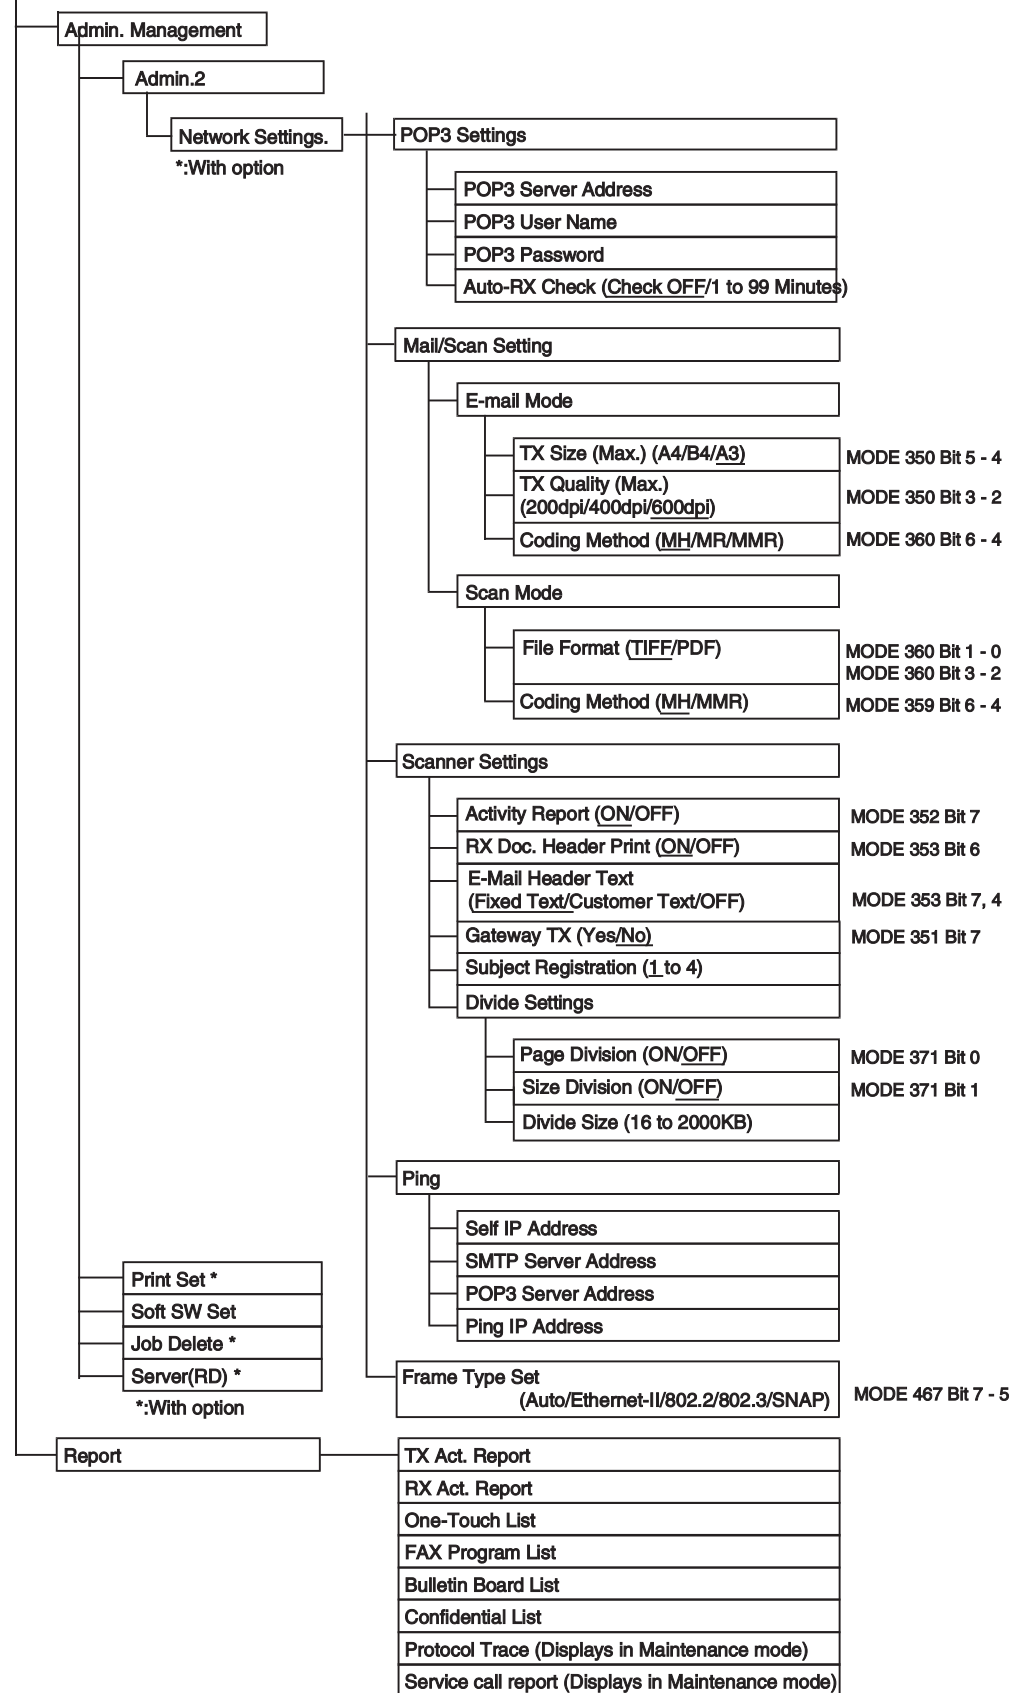 Admin. Management
Admin.2
Network Settings.
*:With option
POP3 Settings
POP3 Server Address
POP3 User Name
POP3 Password
Auto-RX Check (Check OFF/1 to 99 Minutes)
Mail/Scan Setting
E-mail Mode
TX Size (Max.) (A4/B4/A3)
MODE 350 Bit 5 - 4
TX Quality (Max.)
(200dpi/400dpi/600dpi)
MODE 350 Bit 3 - 2
Coding Method (MH/MR/MMR)
MODE 360 Bit 6 - 4
Scan Mode
File Format (TIFF/PDF)
MODE 360 Bit 1 - 0
MODE 360 Bit 3 - 2
Coding Method (MH/MMR)
MODE 359 Bit 6 - 4
Scanner Settings
Activity Report (ON/OFF)
MODE 352 Bit 7
RX Doc. Header Print (ON/OFF)
MODE 353 Bit 6
E-Mail Header Text
(Fixed Text/Customer Text/OFF)
MODE 353 Bit 7, 4
Gateway TX (Yes/No)
MODE 351 Bit 7
Subject Registration (1 to 4)
Divide Settings
Page Division (ON/OFF)
MODE 371 Bit 0
Size Division (ON/OFF)
MODE 371 Bit 1
Divide Size (16 to 2000KB)
Ping
Self IP Address
SMTP Server Address
POP3 Server Address
Ping IP Address
Print Set *
Soft SW Set
Job Delete *
Server(RD) *
*:With option
Frame Type Set
(Auto/Ethernet-II/802.2/802.3/SNAP)
MODE 467 Bit 7 - 5
Report
TX Act. Report
RX Act. Report
One-Touch List
FAX Program List
Bulletin Board List
Confidential List
Protocol Trace (Displays in Maintenance mode)
Service call report (Displays in Maintenance mode)